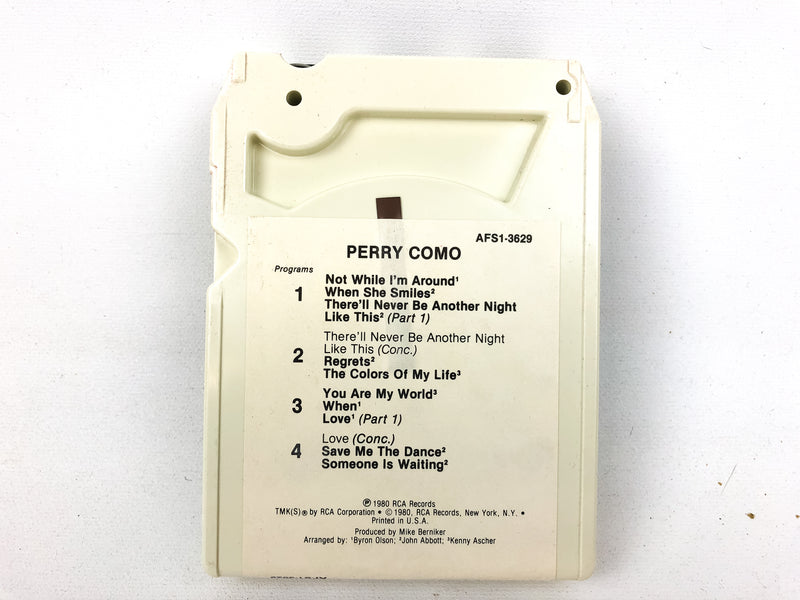 AFS1-3629
PERRY COMO
Programs
1 Not While I'm Around¹
When She Smiles²
There'll Never Be Another Night
Like This² (Part 1)
2 There'll Never Be Another Night
Like This (Conc.)
Regrets²
The Colors Of My Life³
3 You Are My World³
When¹
Love¹ (Part 1)
4 Love (Conc.)
Save Me The Dance²
Someone Is Waiting²
℗ 1980 RCA Records
TMK(S)® by RCA Corporation • © 1980, RCA Records, New York, N.Y. •
Printed in U.S.A.
Produced by Mike Berniker
Arranged by: ¹Byron Olson; ²John Abbott; ³Kenny Ascher